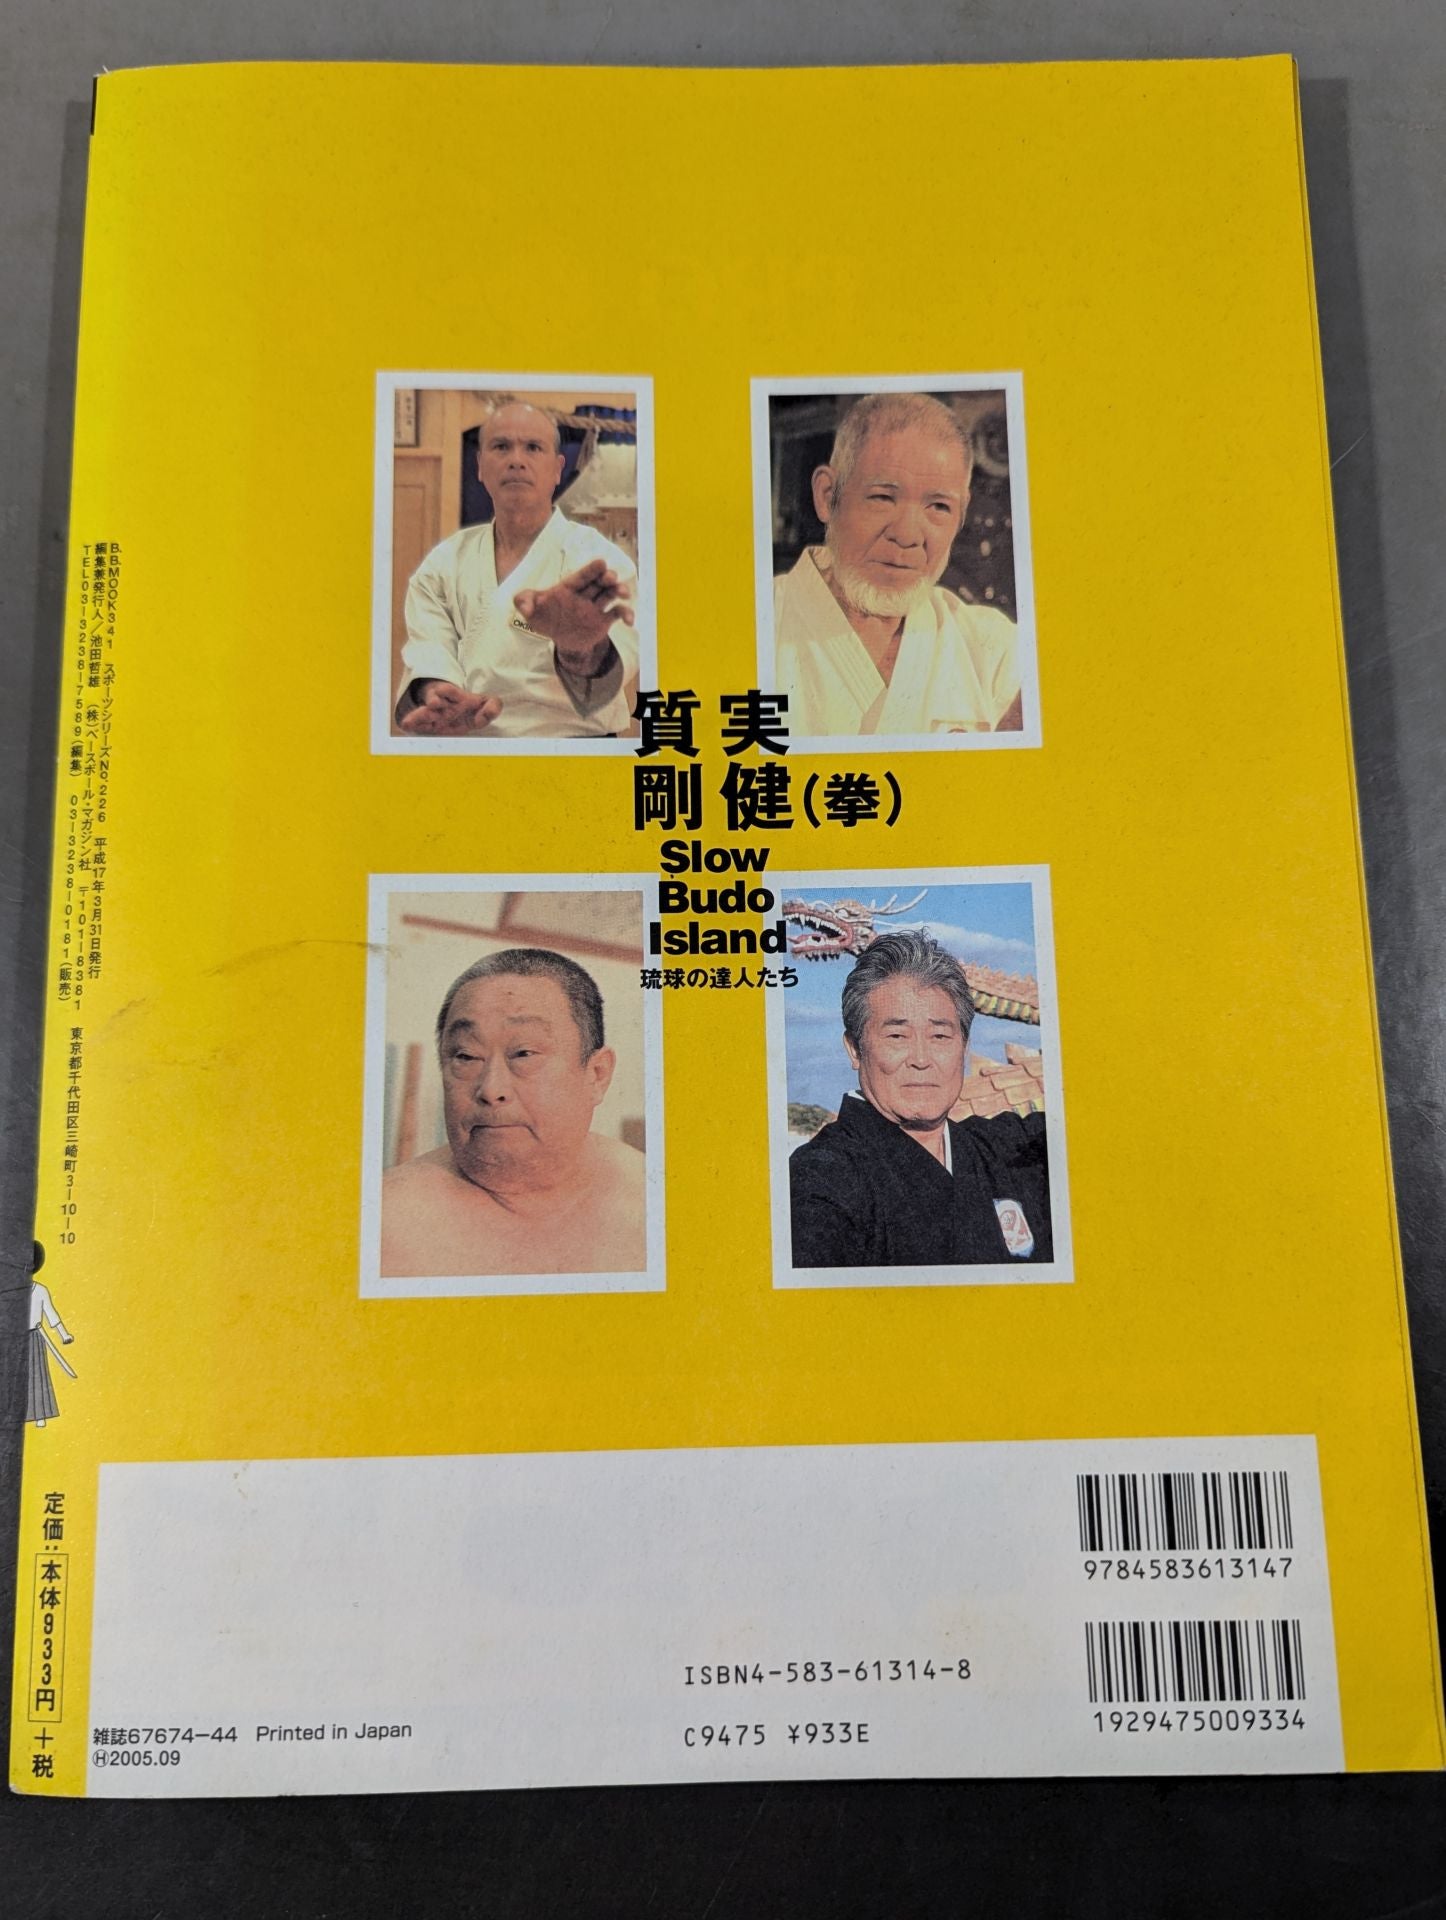 B.B.MOOK341 スポーツシリーズNo.226 平成17年3月31日発行
編集兼発行人/池田哲雄 (株)ベースボール・マガジン社 〒101-8381 東京都千代田区三崎町3-10-10
TEL03-3238-7589(編集) 03-3238-0181(販売)
定価:本体933円+税
質実
剛健(拳)
Slow
Budo
Island
琉球の達人たち
9784583613147
ISBN4-583-61314-8
C9475 ¥933E
1929475009334
雑誌67674-44 Printed in Japan
Ⓗ2005.09